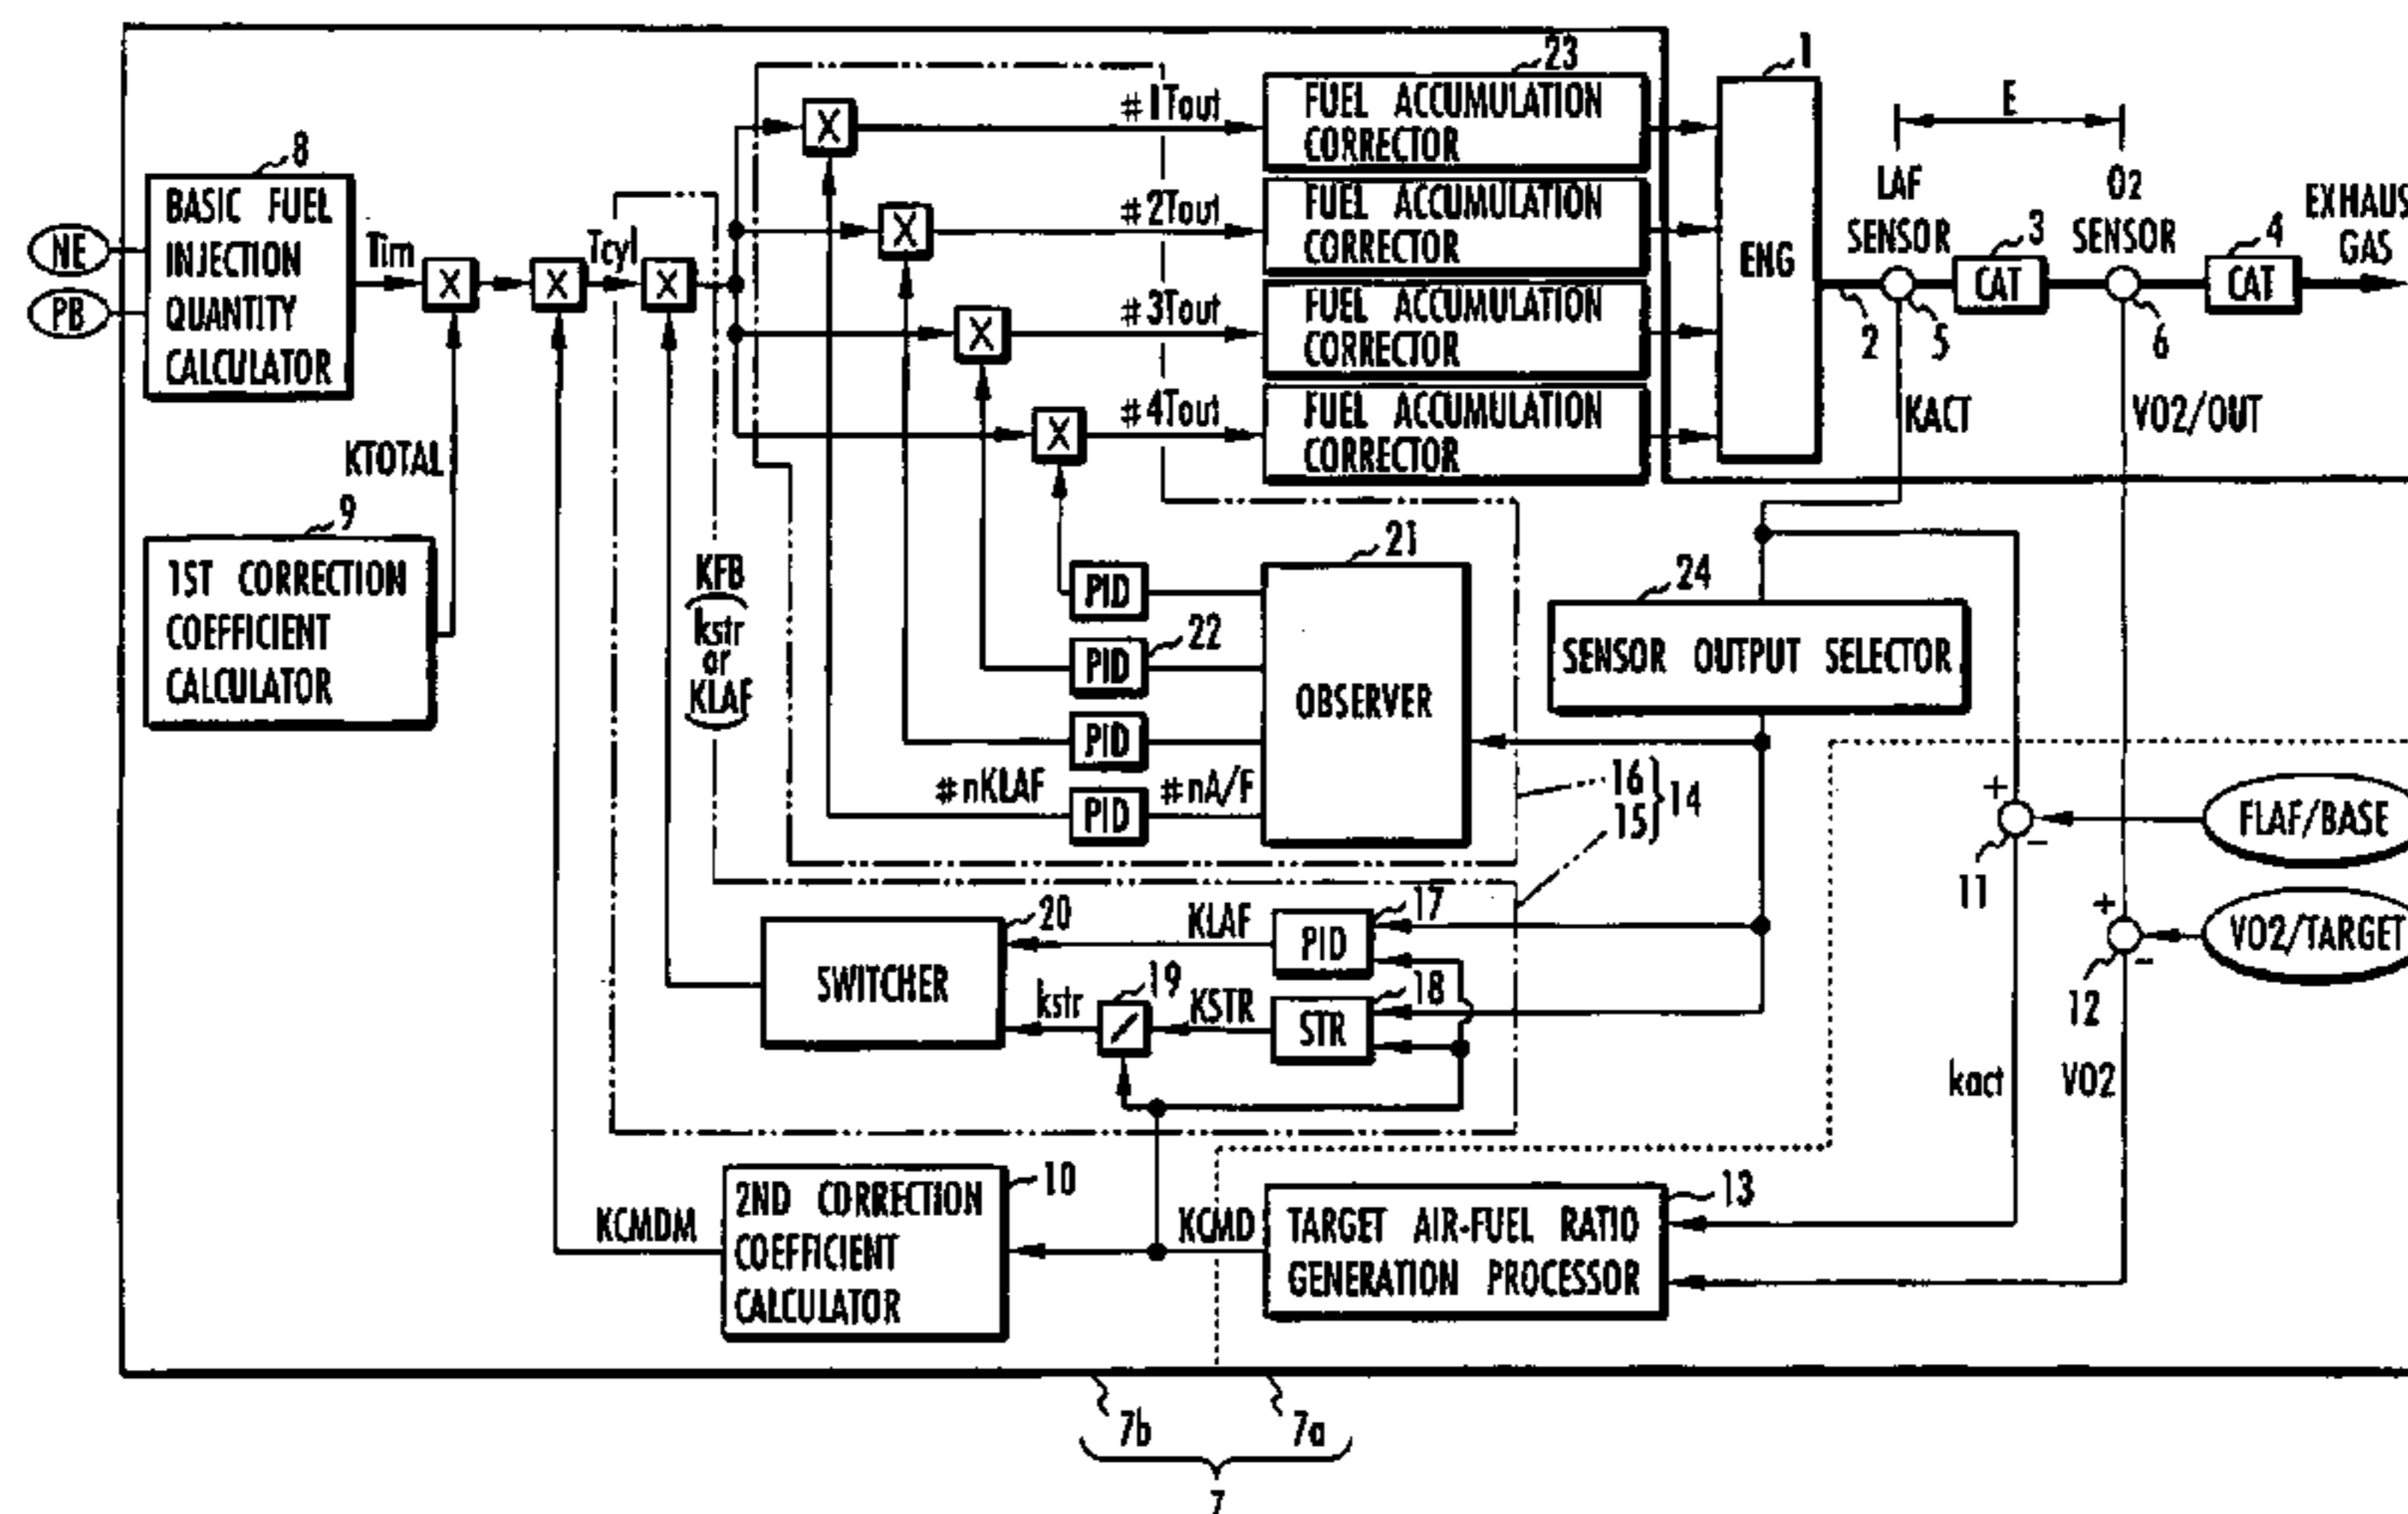 8
BASIC FUEL
INJECTION
QUANTITY
CALCULATOR
NE
PB
Tim
X
X
Tcyl
X
KTOTAL
9
1ST CORRECTION
COEFFICIENT
CALCULATOR
KFB
kstr
or
KLAF
X
#1Tout
X
#2Tout
X
#3Tout
X
#4Tout
23
FUEL ACCUMULATION
CORRECTOR
FUEL ACCUMULATION
CORRECTOR
FUEL ACCUMULATION
CORRECTOR
FUEL ACCUMULATION
CORRECTOR
1
ENG
E
LAF
SENSOR
O2
SENSOR
3
CAT
4
CAT
EXHAUS
GAS
2
5
6
KACT
VO2/OUT
21
OBSERVER
PID
22
PID
PID
PID
#nKLAF
#nA/F
24
SENSOR OUTPUT SELECTOR
16
15
14
+
FLAF/BASE
11
−
+
VO2/TARGET
12
−
kact
VO2
20
SWITCHER
KLAF
17
PID
kstr
19
KSTR
18
STR
10
2ND CORRECTION
COEFFICIENT
CALCULATOR
KCMDM
KCMD
13
TARGET AIR-FUEL RATIO
GENERATION PROCESSOR
7b
7a
7